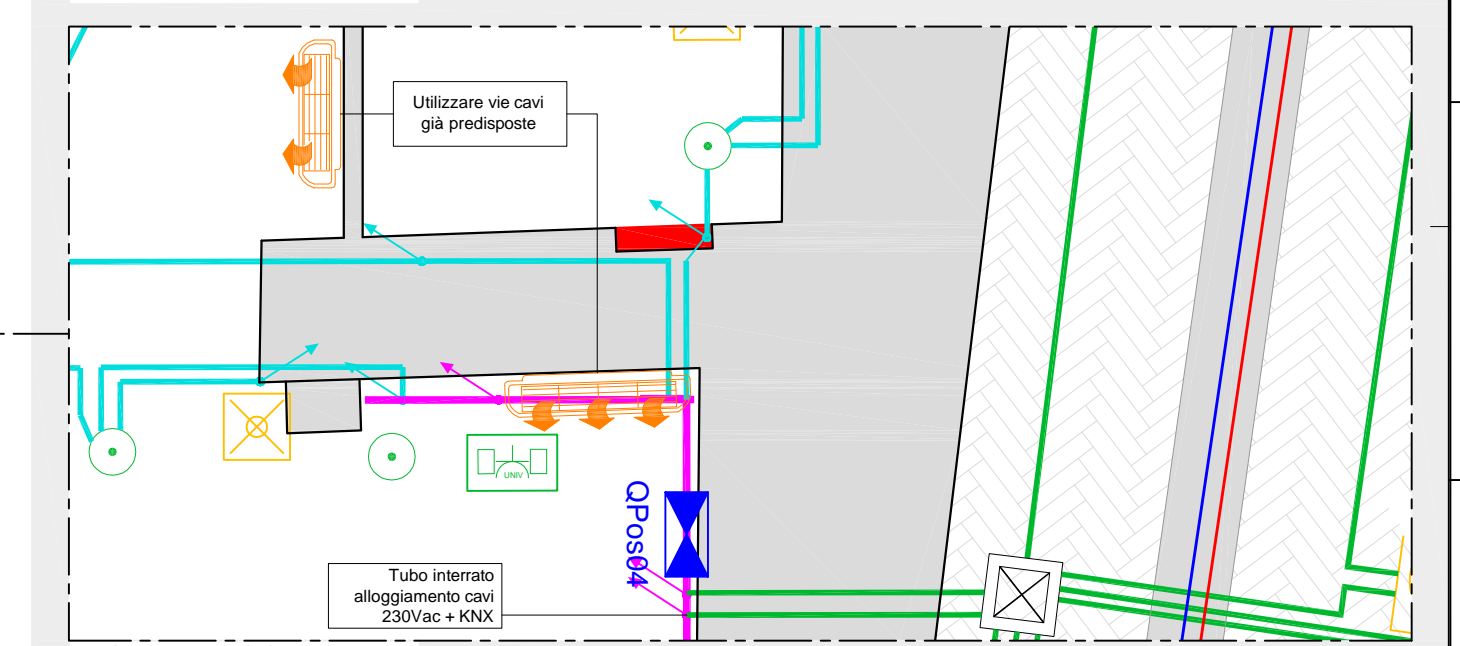 Utilizzare vie cavi
già predisposte
UNIV
QPos04
Tubo interrato
alloggiamento cavi
230Vac + KNX